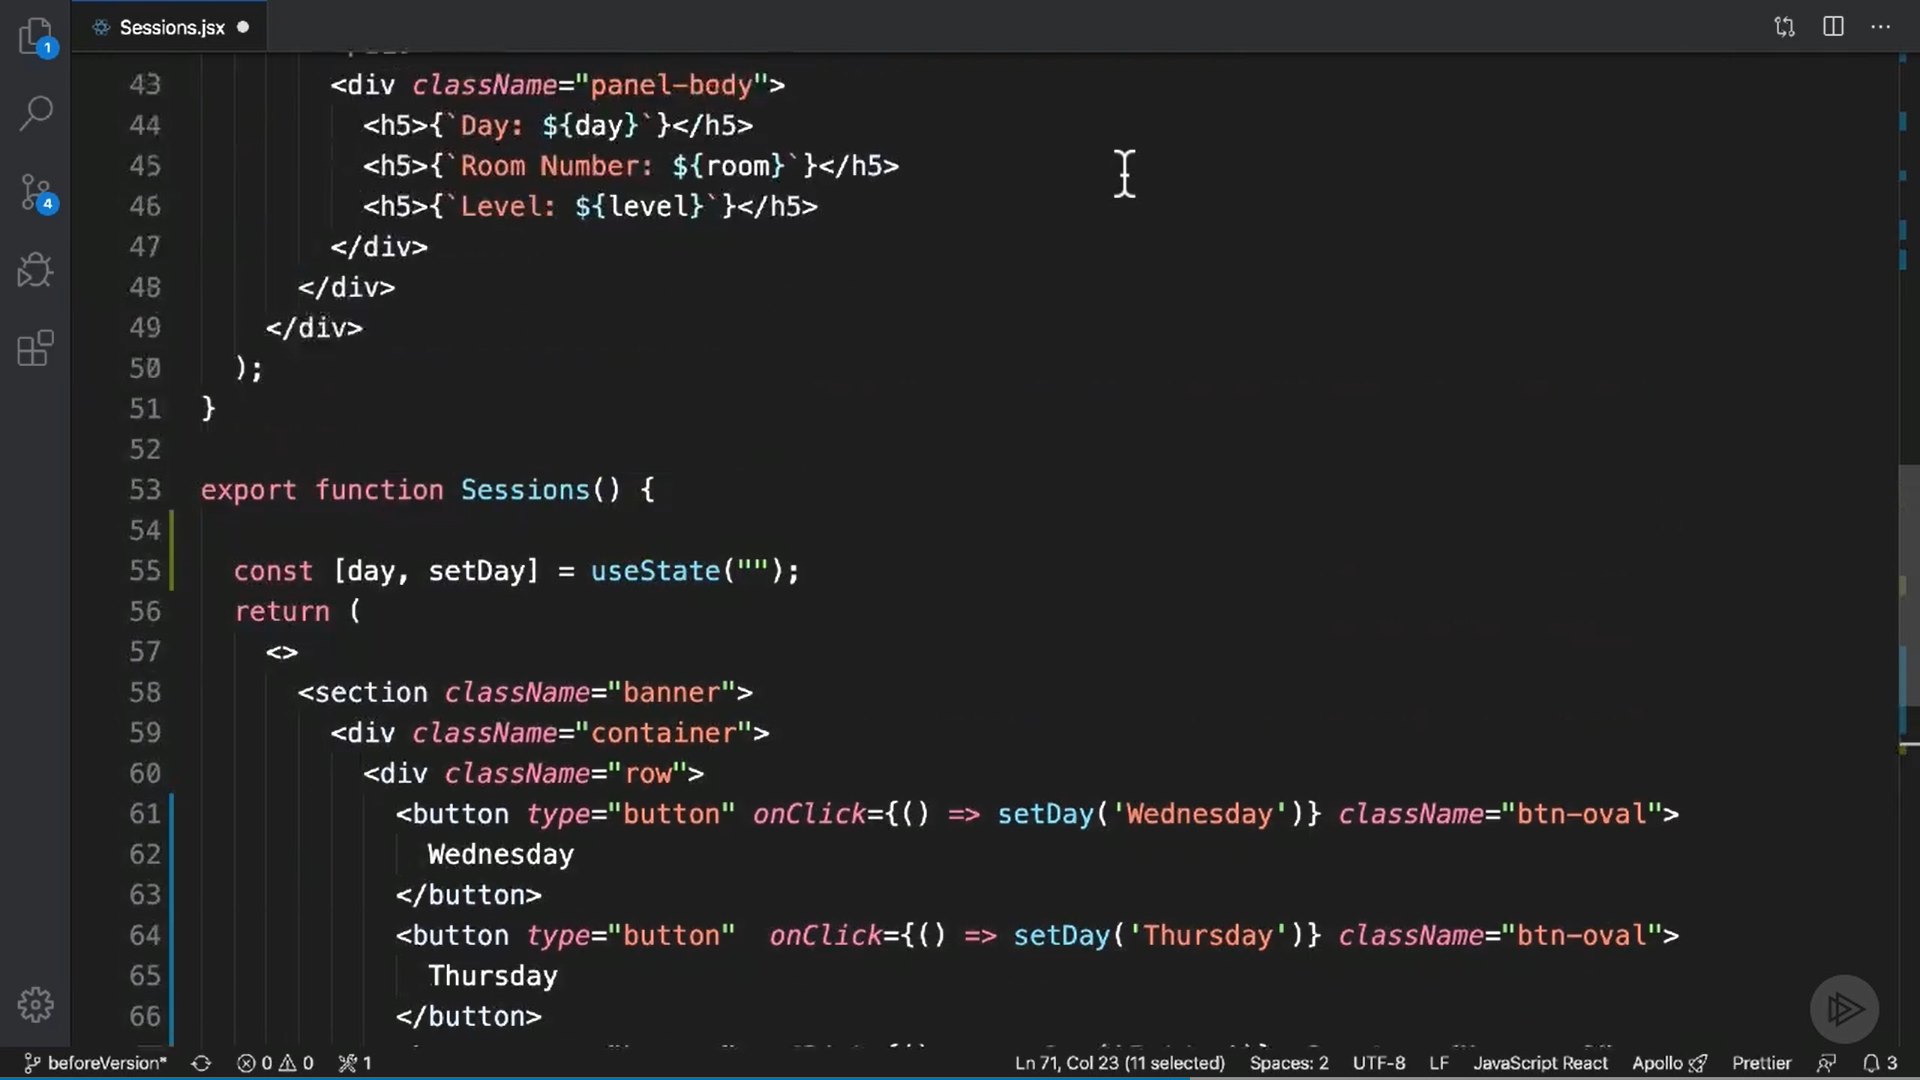 1
Sessions.jsx
43 <div className="panel-body">
44 <h5>{`Day: ${day}`}</h5>
45 <h5>{`Room Number: ${room}`}</h5>
46 <h5>{`Level: ${level}`}</h5>
47 </div>
48 </div>
49 </div>
50 );
51 }
52
53 export function Sessions() {
54
55 const [day, setDay] = useState("");
56 return (
57 <>
58 <section className="banner">
59 <div className="container">
60 <div className="row">
61 <button type="button" onClick={() => setDay('Wednesday')} className="btn-oval">
62 Wednesday
63 </button>
64 <button type="button"  onClick={() => setDay('Thursday')} className="btn-oval">
65 Thursday
66 </button>
4
beforeVersion* 0 0 1 Ln 71, Col 23 (11 selected) Spaces: 2 UTF-8 LF JavaScript React Apollo Prettier 3